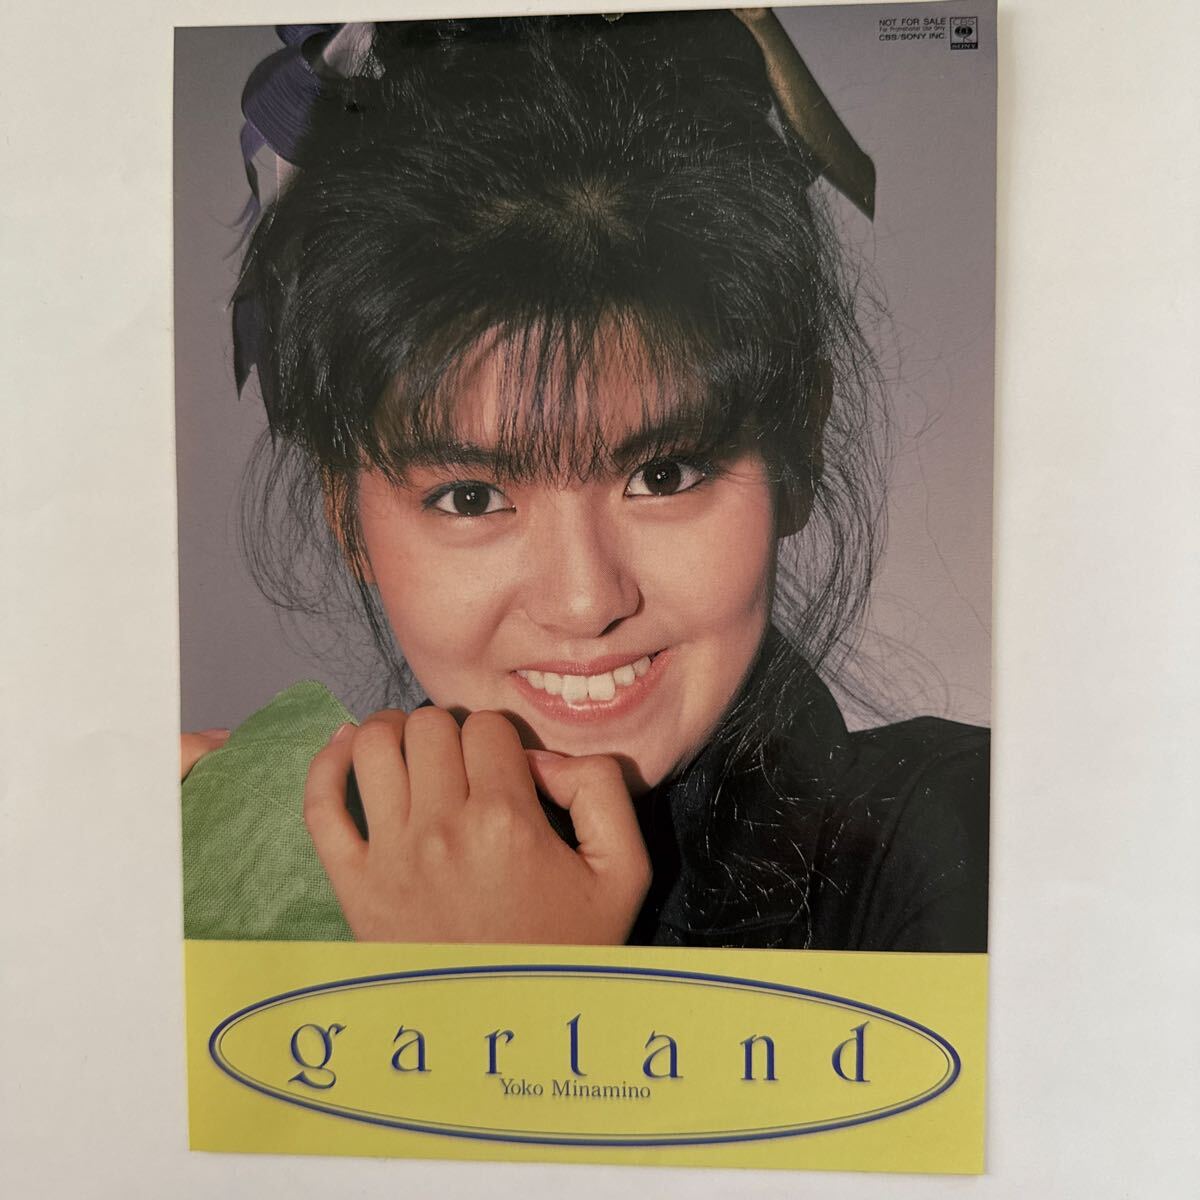 NOT FOR SALE
For Promotional Use Only
CBS/SONY INC.
CBS
SONY
garland
Yoko Minamino